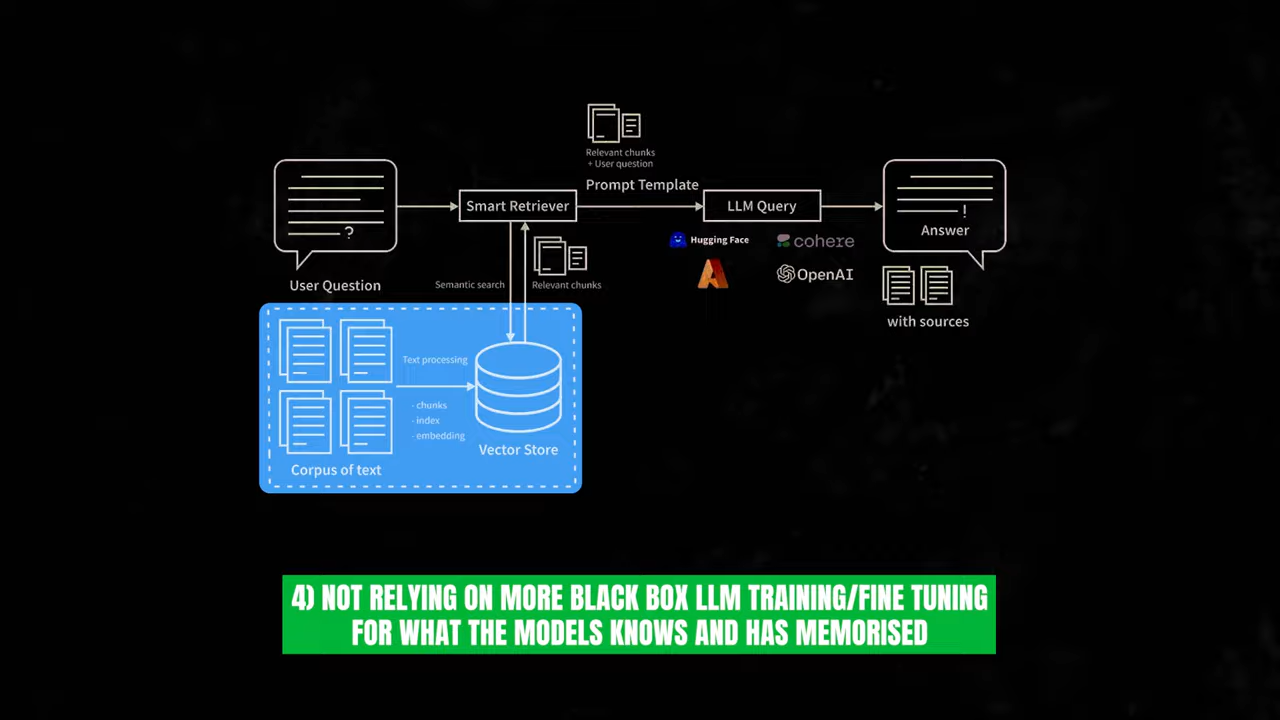 Relevant chunks
+ User question
Prompt Template
?
Smart Retriever
LLM Query
!
Answer
Hugging Face
cohere
OpenAI
User Question
Semantic search
Relevant chunks
with sources
Text processing
- chunks
- index
- embedding
Vector Store
Corpus of text
4) NOT RELYING ON MORE BLACK BOX LLM TRAINING/FINE TUNING
FOR WHAT THE MODELS KNOWS AND HAS MEMORISED